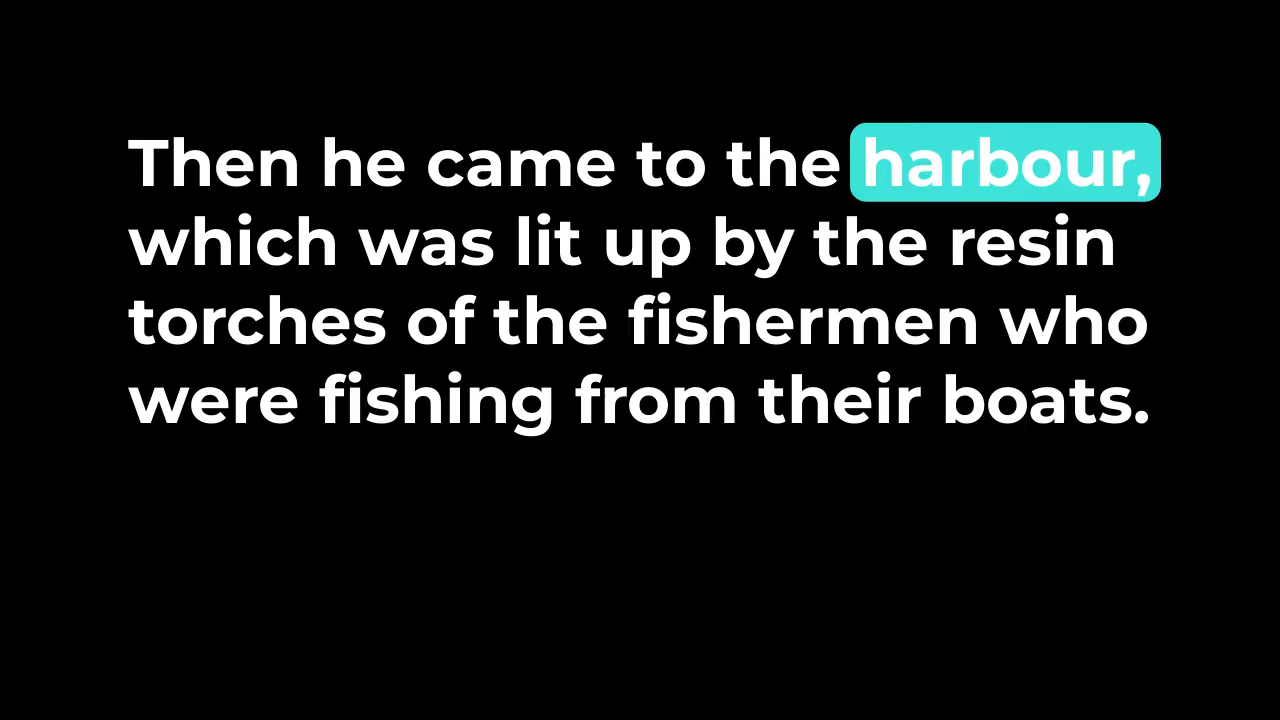 Then he came to the harbour,
which was lit up by the resin
torches of the fishermen who
were fishing from their boats.